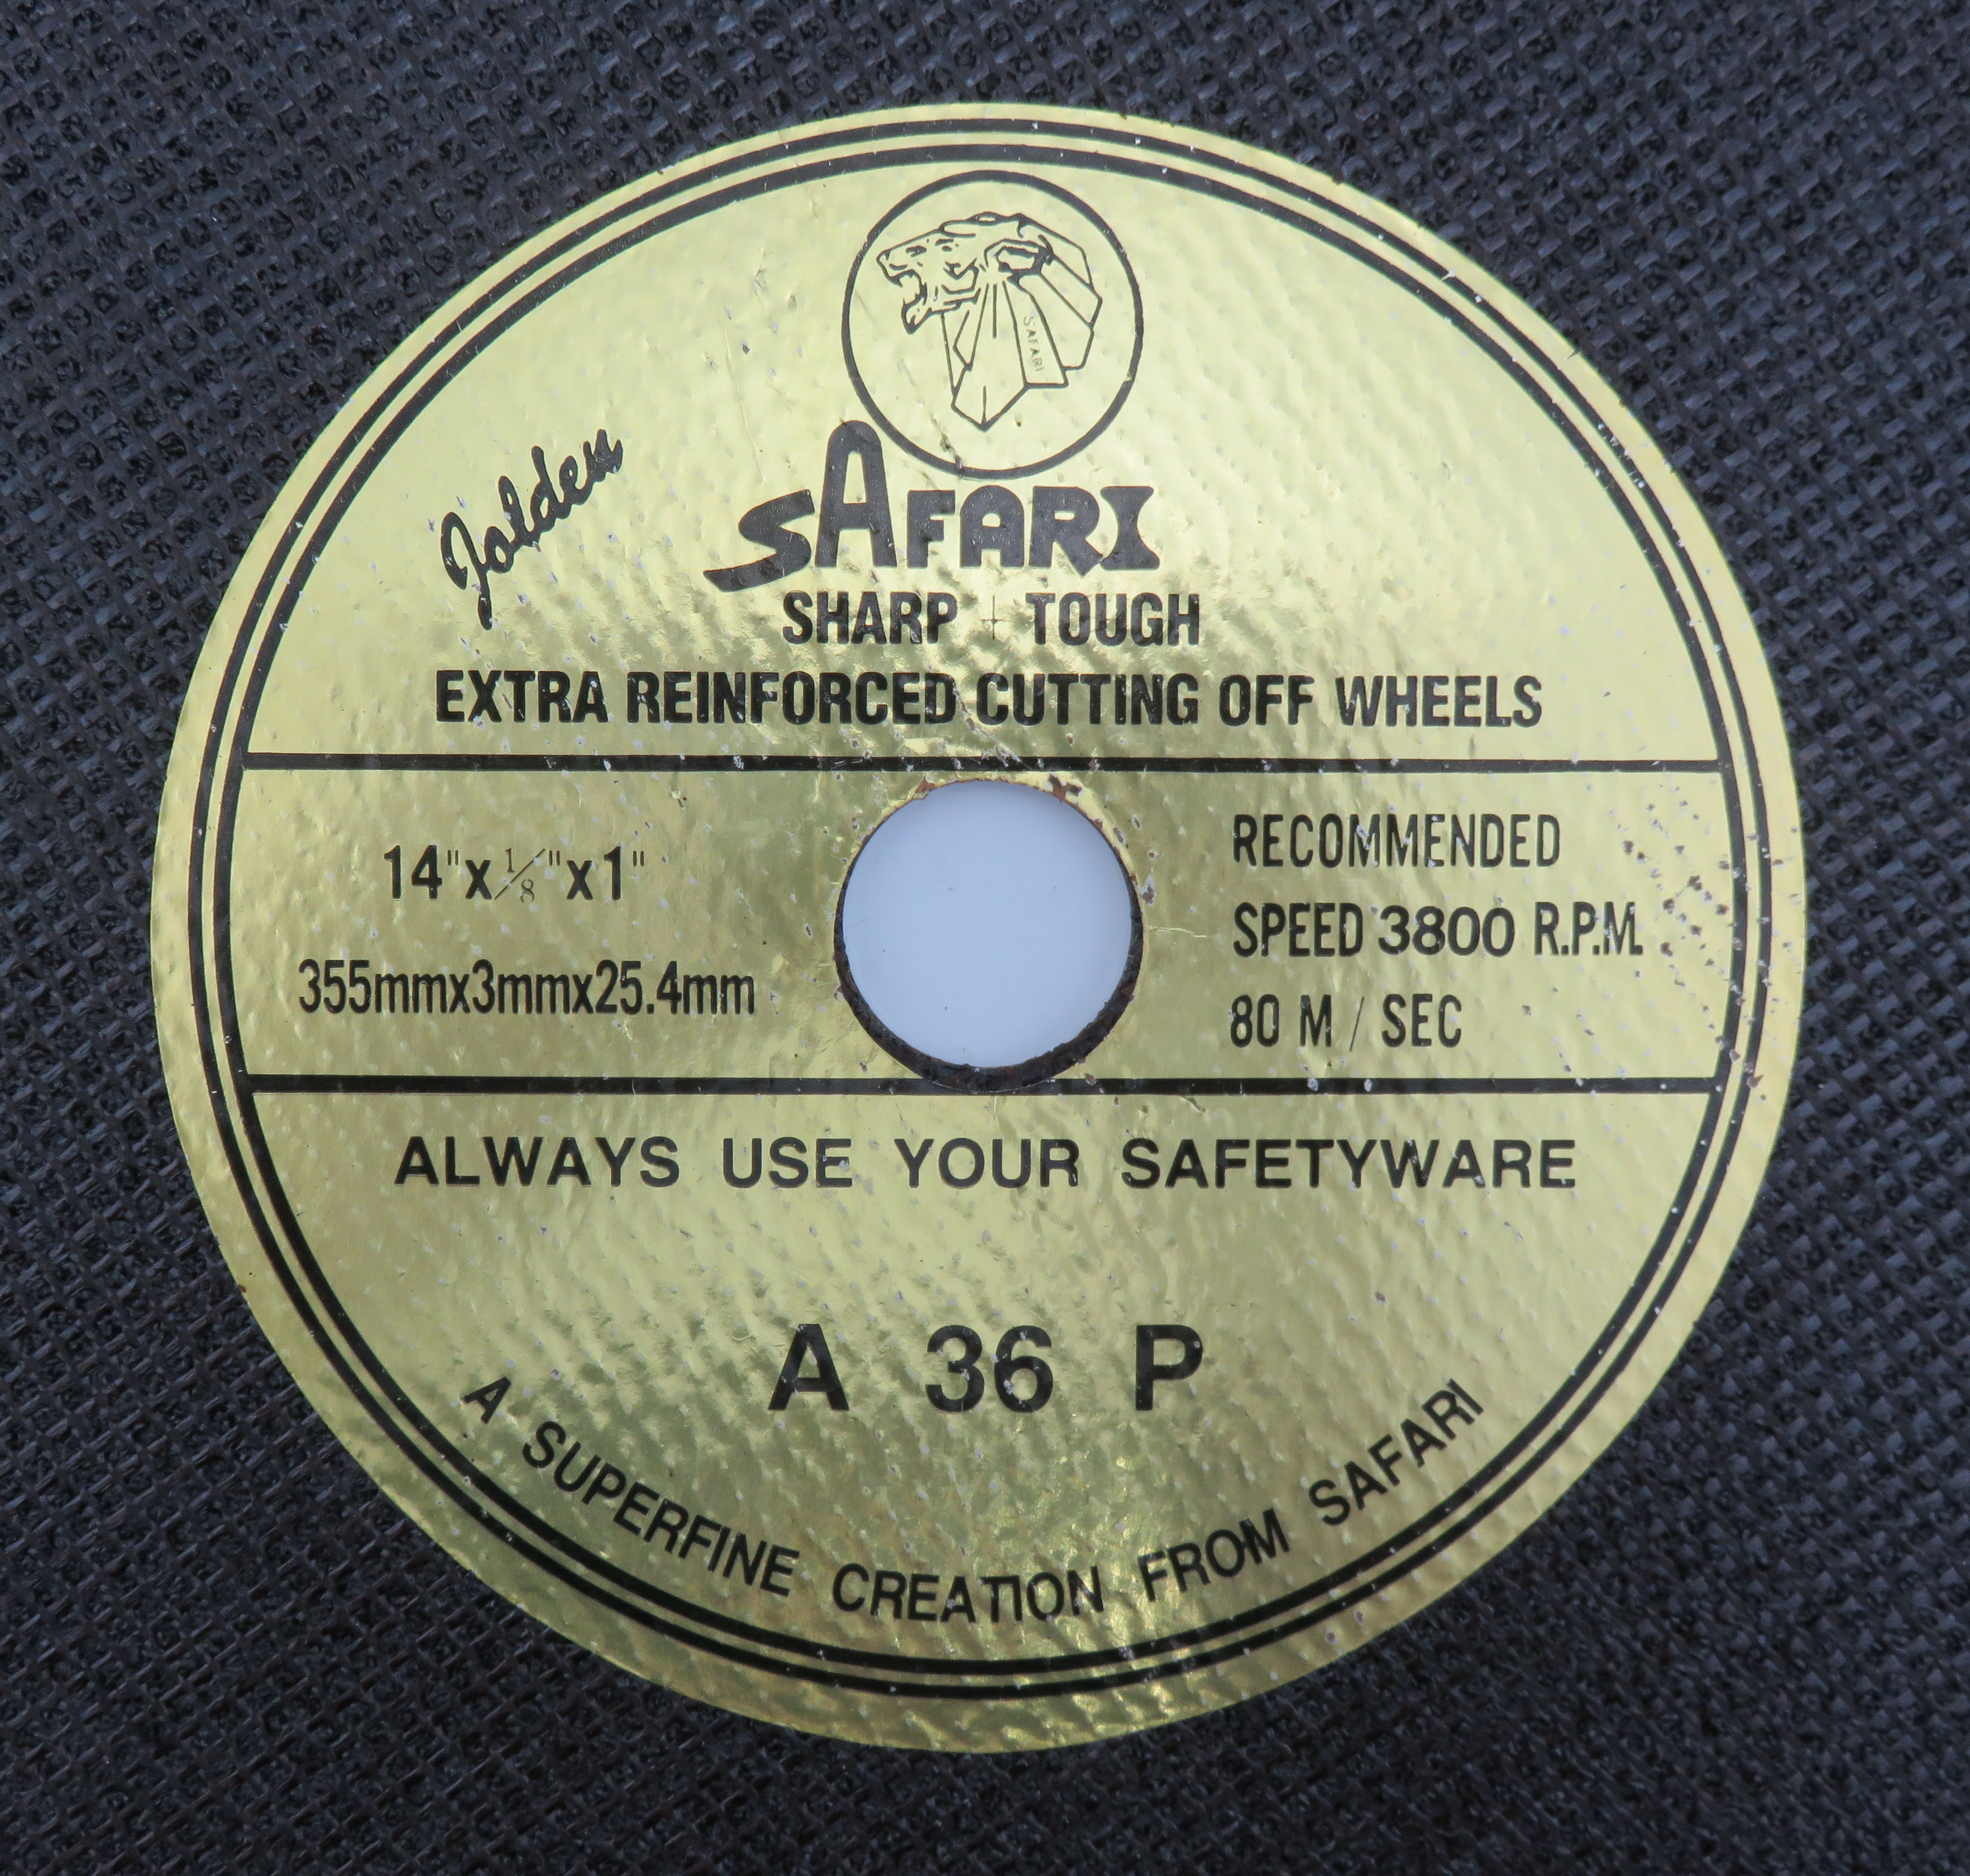 SAFARI
Golden
SAFARI
SHARP + TOUGH
EXTRA REINFORCED CUTTING OFF WHEELS
14"x1/8"x1"
355mmx3mmx25.4mm
RECOMMENDED
SPEED 3800 R.P.M.
80 M / SEC
ALWAYS USE YOUR SAFETYWARE
A 36 P
A SUPERFINE CREATION FROM SAFARI